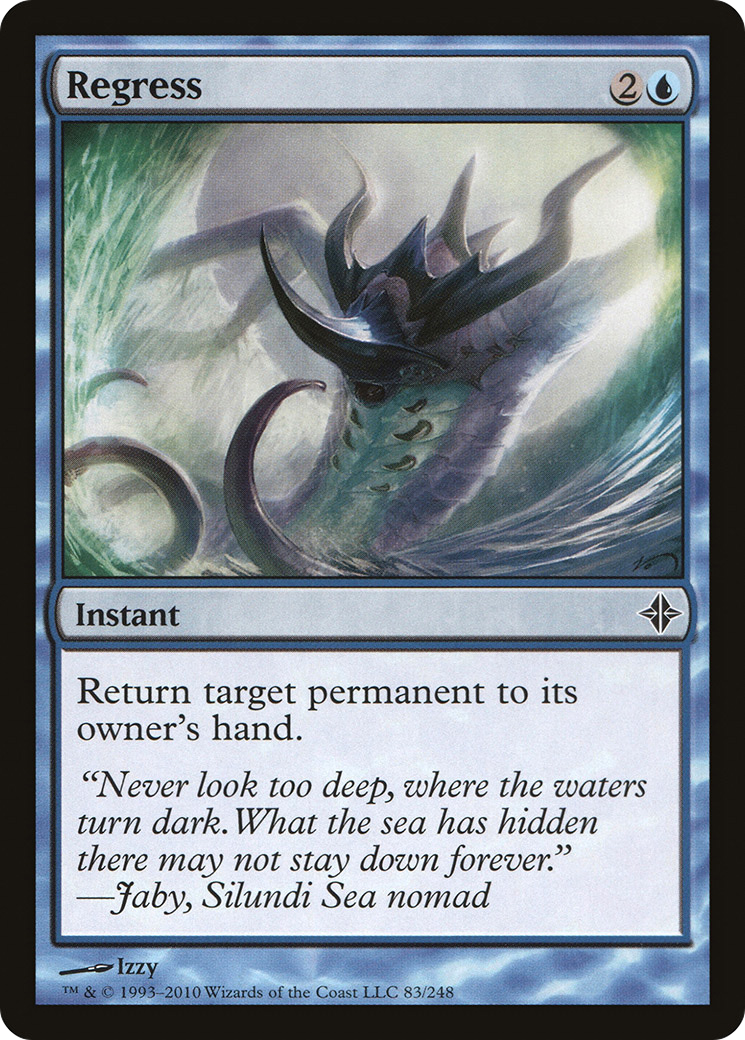 Regress
2
Instant
Return target permanent to its
owner's hand.
“Never look too deep, where the waters
turn dark. What the sea has hidden
there may not stay down forever.”
—Jaby, Silundi Sea nomad
Izzy
™ & © 1993–2010 Wizards of the Coast LLC 83/248